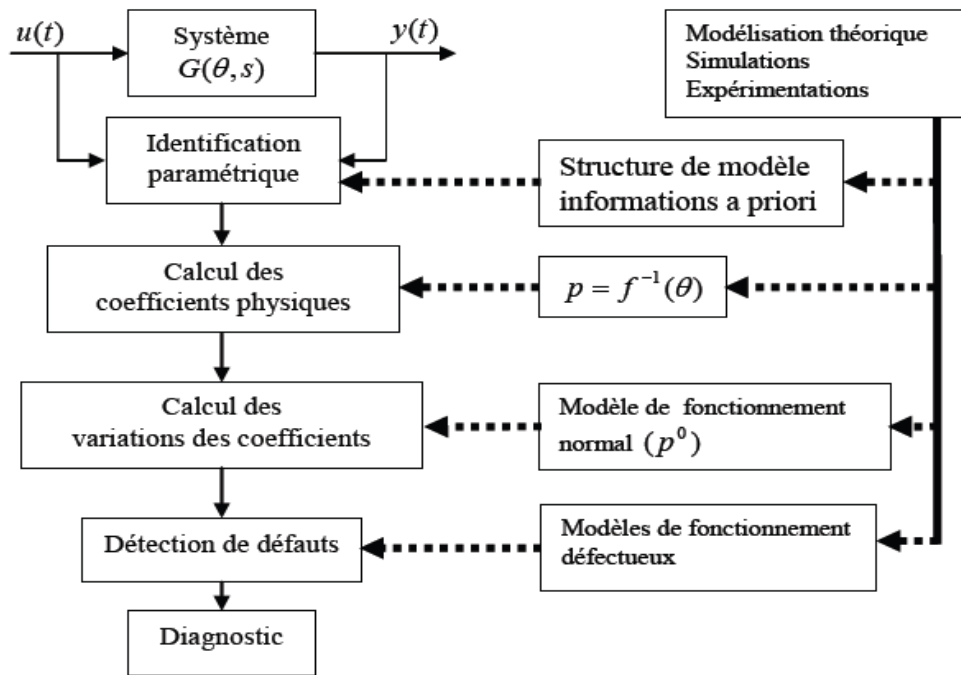 u(t)
Système
G(θ, s)
y(t)
Modélisation théorique
Simulations
Expérimentations
Identification
paramétrique
Structure de modèle
informations a priori
Calcul des
coefficients physiques
p = f⁻¹(θ)
Calcul des
variations des coefficients
Modèle de fonctionnement
normal (p⁰)
Détection de défauts
Modèles de fonctionnement
défectueux
Diagnostic